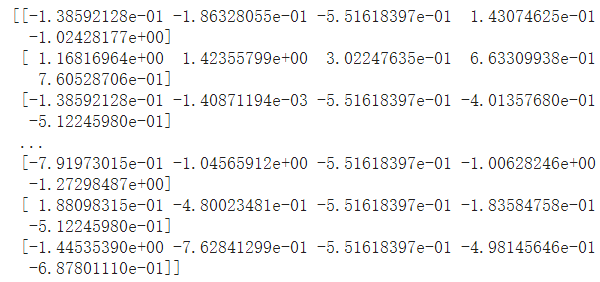 [[-1.38592128e-01 -1.86328055e-01 -5.51618397e-01  1.43074625e-01
  -1.02428177e+00]
 [ 1.16816964e+00  1.42355799e+00  3.02247635e-01  6.63309938e-01
   7.60528706e-01]
 [-1.38592128e-01 -1.40871194e-03 -5.51618397e-01 -4.01357680e-01
  -5.12245980e-01]
 ...
 [-7.91973015e-01 -1.04565912e+00 -5.51618397e-01 -1.00628246e+00
  -1.27298487e+00]
 [ 1.88098315e-01 -4.80023481e-01 -5.51618397e-01 -1.83584758e-01
  -5.12245980e-01]
 [-1.44535390e+00 -7.62841299e-01 -5.51618397e-01 -4.98145646e-01
  -6.87801110e-01]]